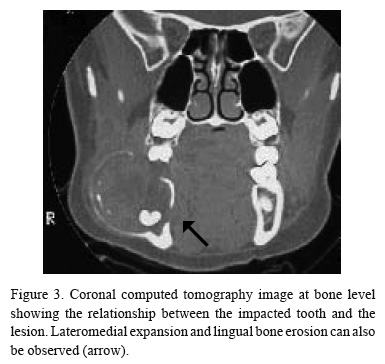 R
Figure 3. Coronal computed tomography image at bone level
showing the relationship between the impacted tooth and the
lesion. Lateromedial expansion and lingual bone erosion can also
be observed (arrow).